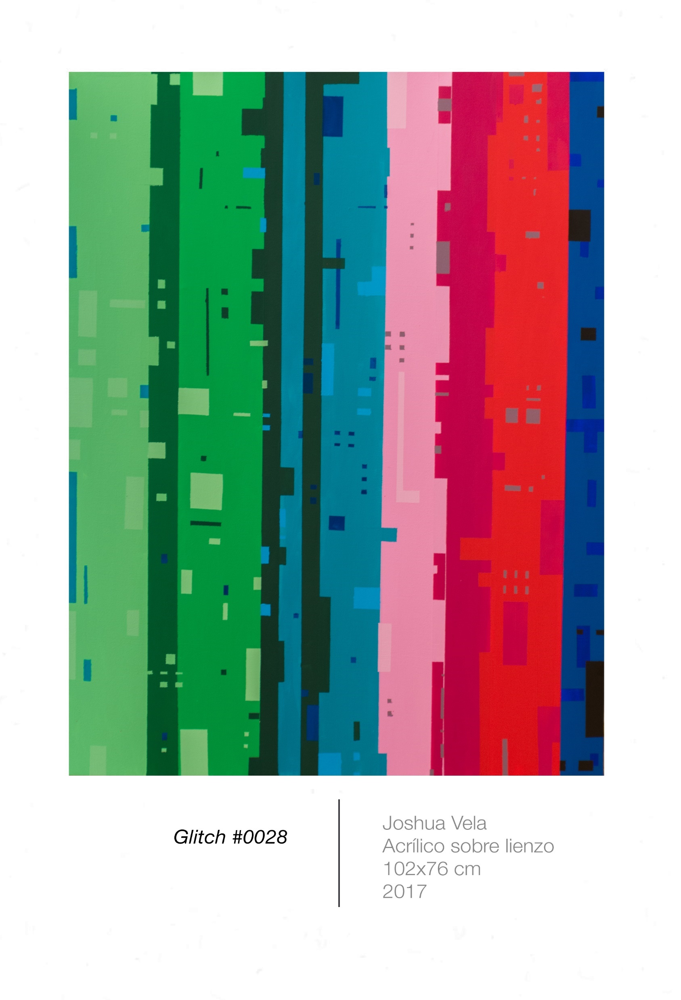 Glitch #0028
Joshua Vela
Acrílico sobre lienzo
102x76 cm
2017